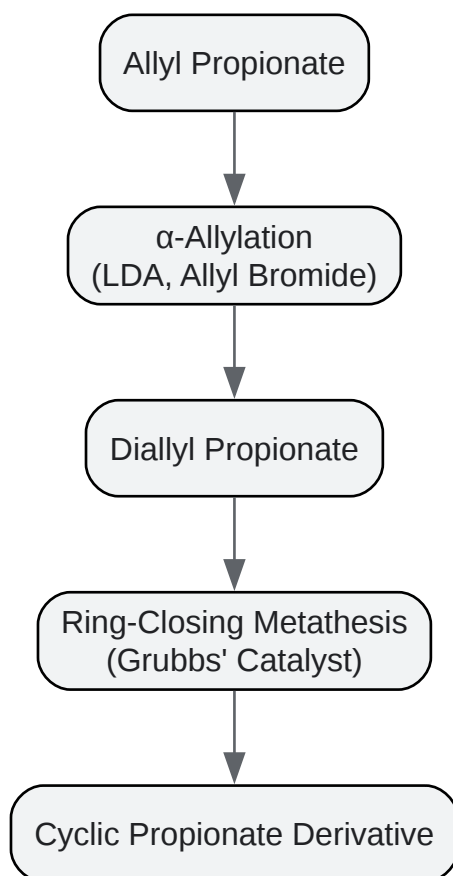 Allyl Propionate
α-Allylation
(LDA, Allyl Bromide)
Diallyl Propionate
Ring-Closing Metathesis
(Grubbs' Catalyst)
Cyclic Propionate Derivative